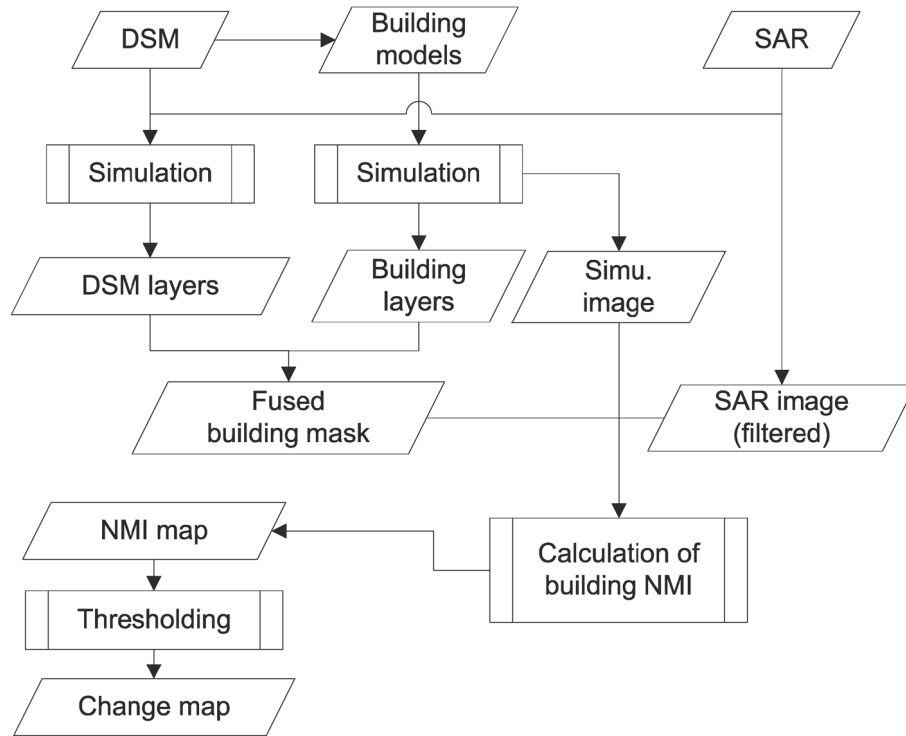 DSM
Building
models
SAR
Simulation
Simulation
DSM layers
Building
layers
Simu.
image
Fused
building mask
SAR image
(filtered)
NMI map
Calculation of
building NMI
Thresholding
Change map